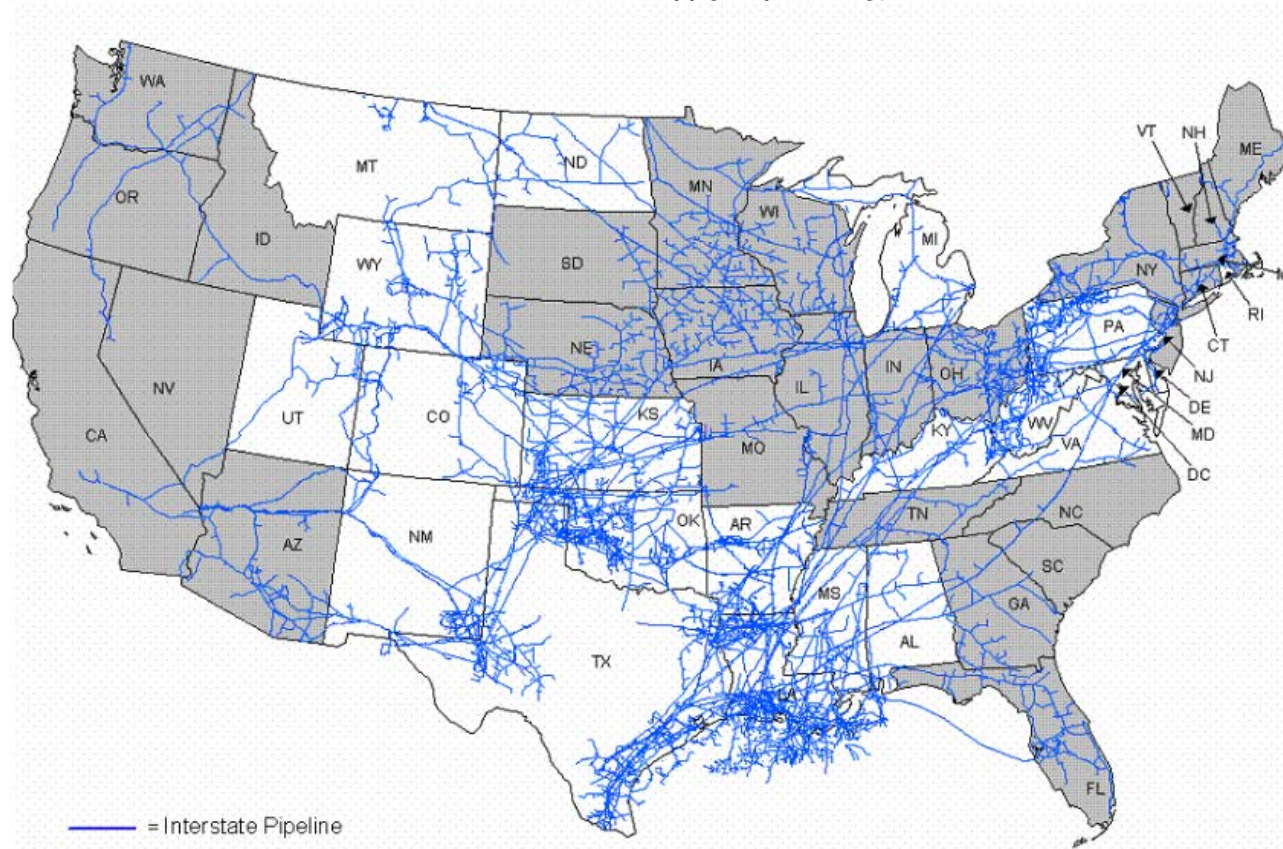 WA
MT
ND
MN
VT
NH
ME
OR
ID
WI
MI
SD
WY
NY
RI
NE
IA
PA
CT
NV
UT
CO
IL
IN
OH
NJ
CA
KS
MO
KY
WV
VA
DE
MD
DC
AZ
NM
OK
AR
TN
NC
SC
MS
AL
GA
TX
LA
FL
= Interstate Pipeline